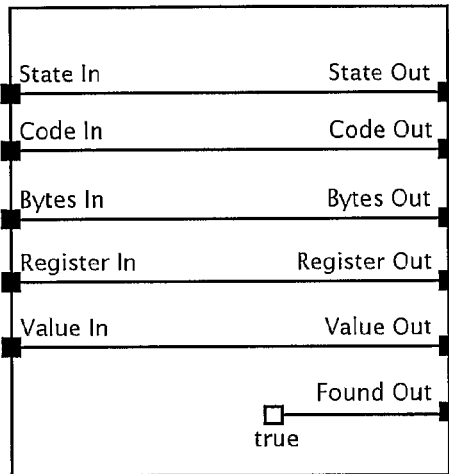 State In State Out
Code In Code Out
Bytes In Bytes Out
Register In Register Out
Value In Value Out
Found Out
true